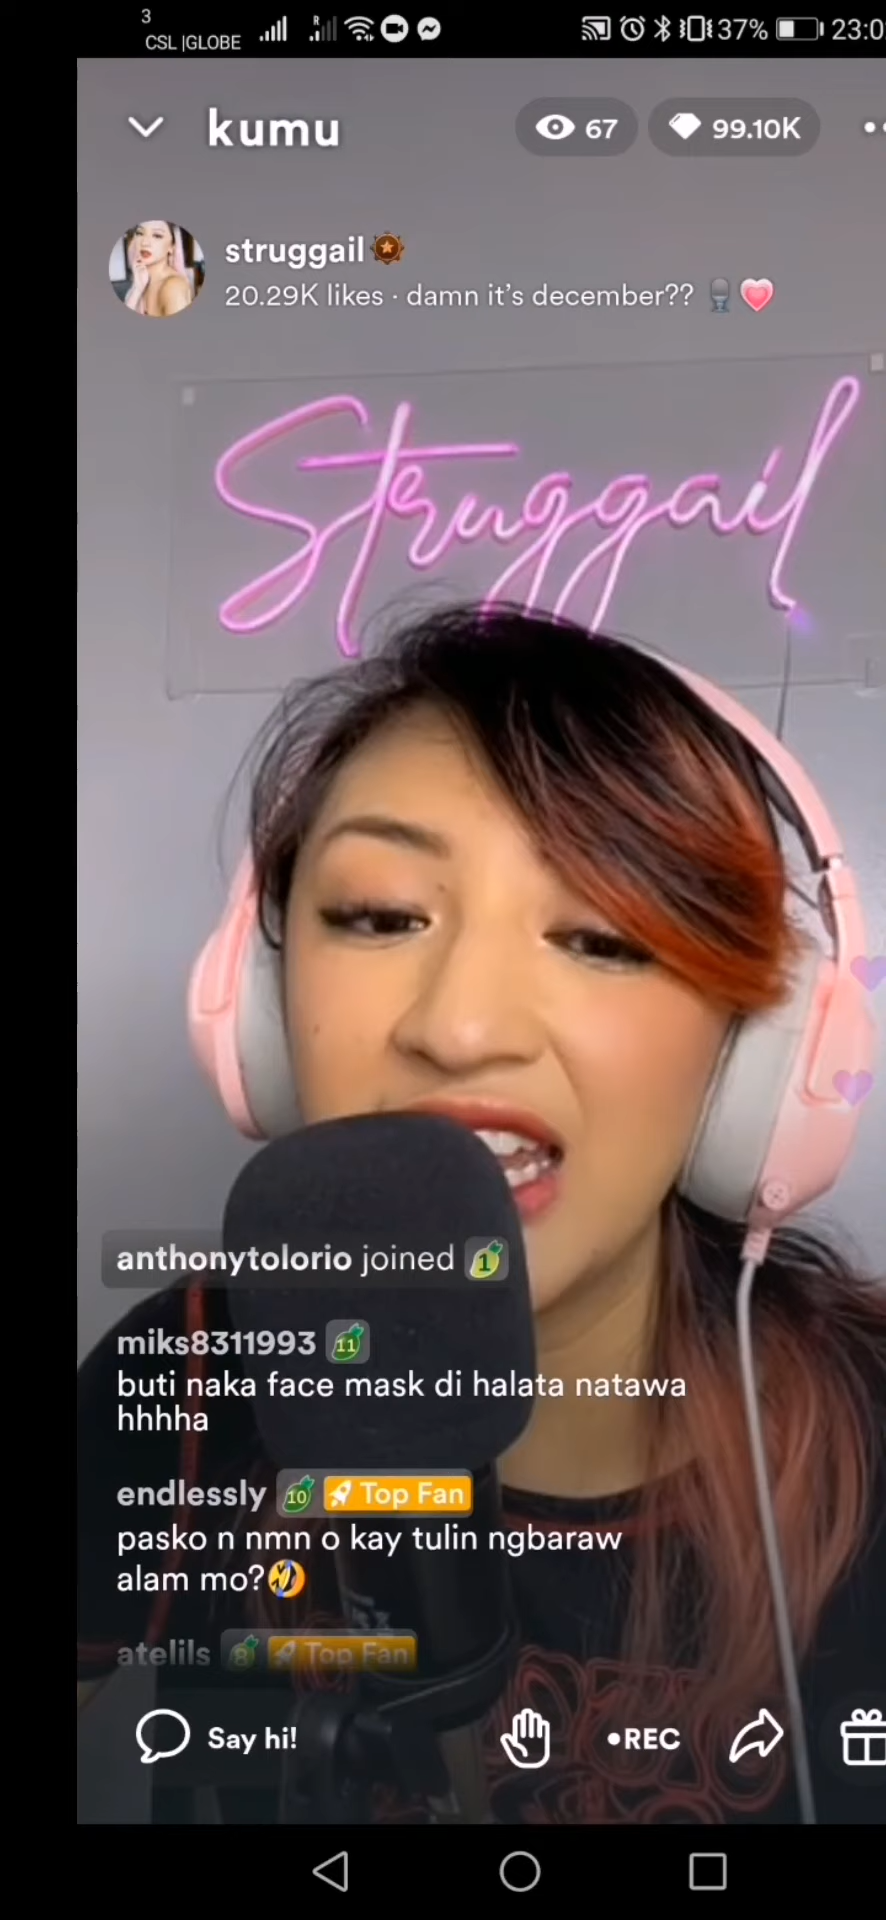 3
CSL |GLOBE
R
37%
23:0
kumu
67
99.10K
struggail
20.29K likes · damn it's december??
Struggail
anthonytolorio joined 1
miks8311993 11
buti naka face mask di halata natawa
hhhha
endlessly 10 Top Fan
pasko n nmn o kay tulin ngbaraw
alam mo?🤣
atelils 8 Top Fan
Say hi!
•REC